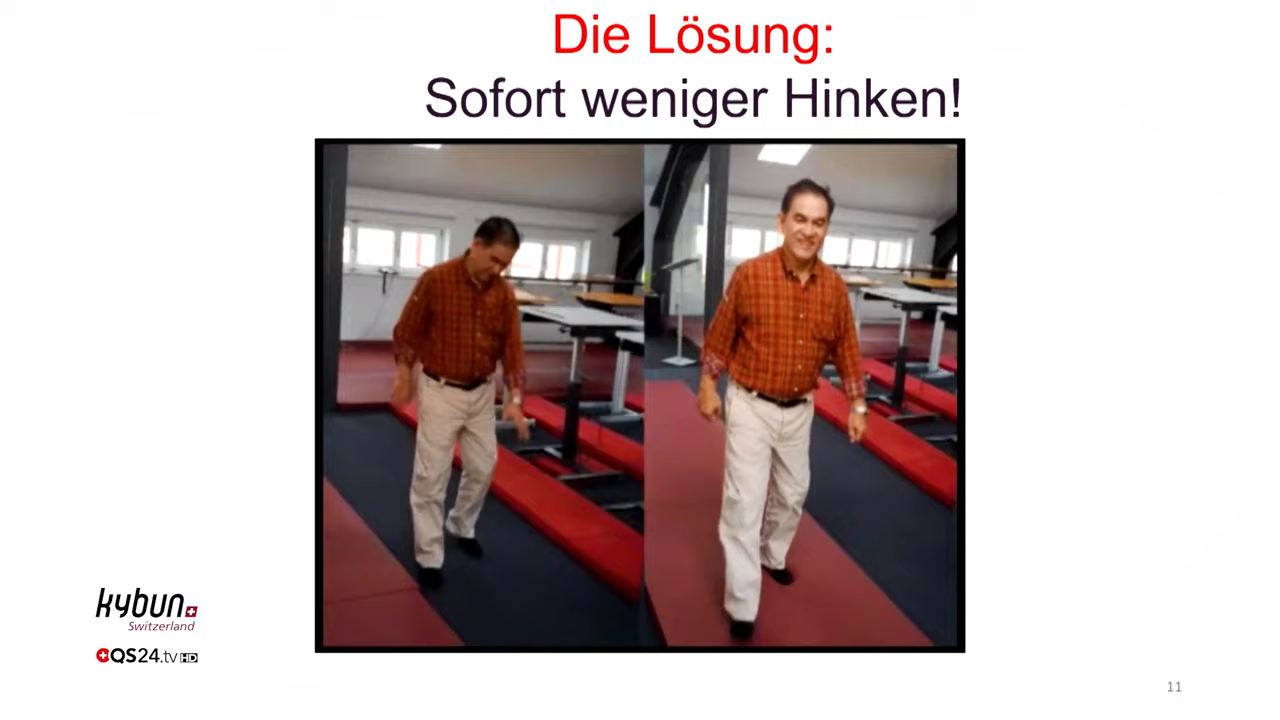 Die Lösung:
Sofort weniger Hinken!
kybun
Switzerland
QS24.tv HD
11